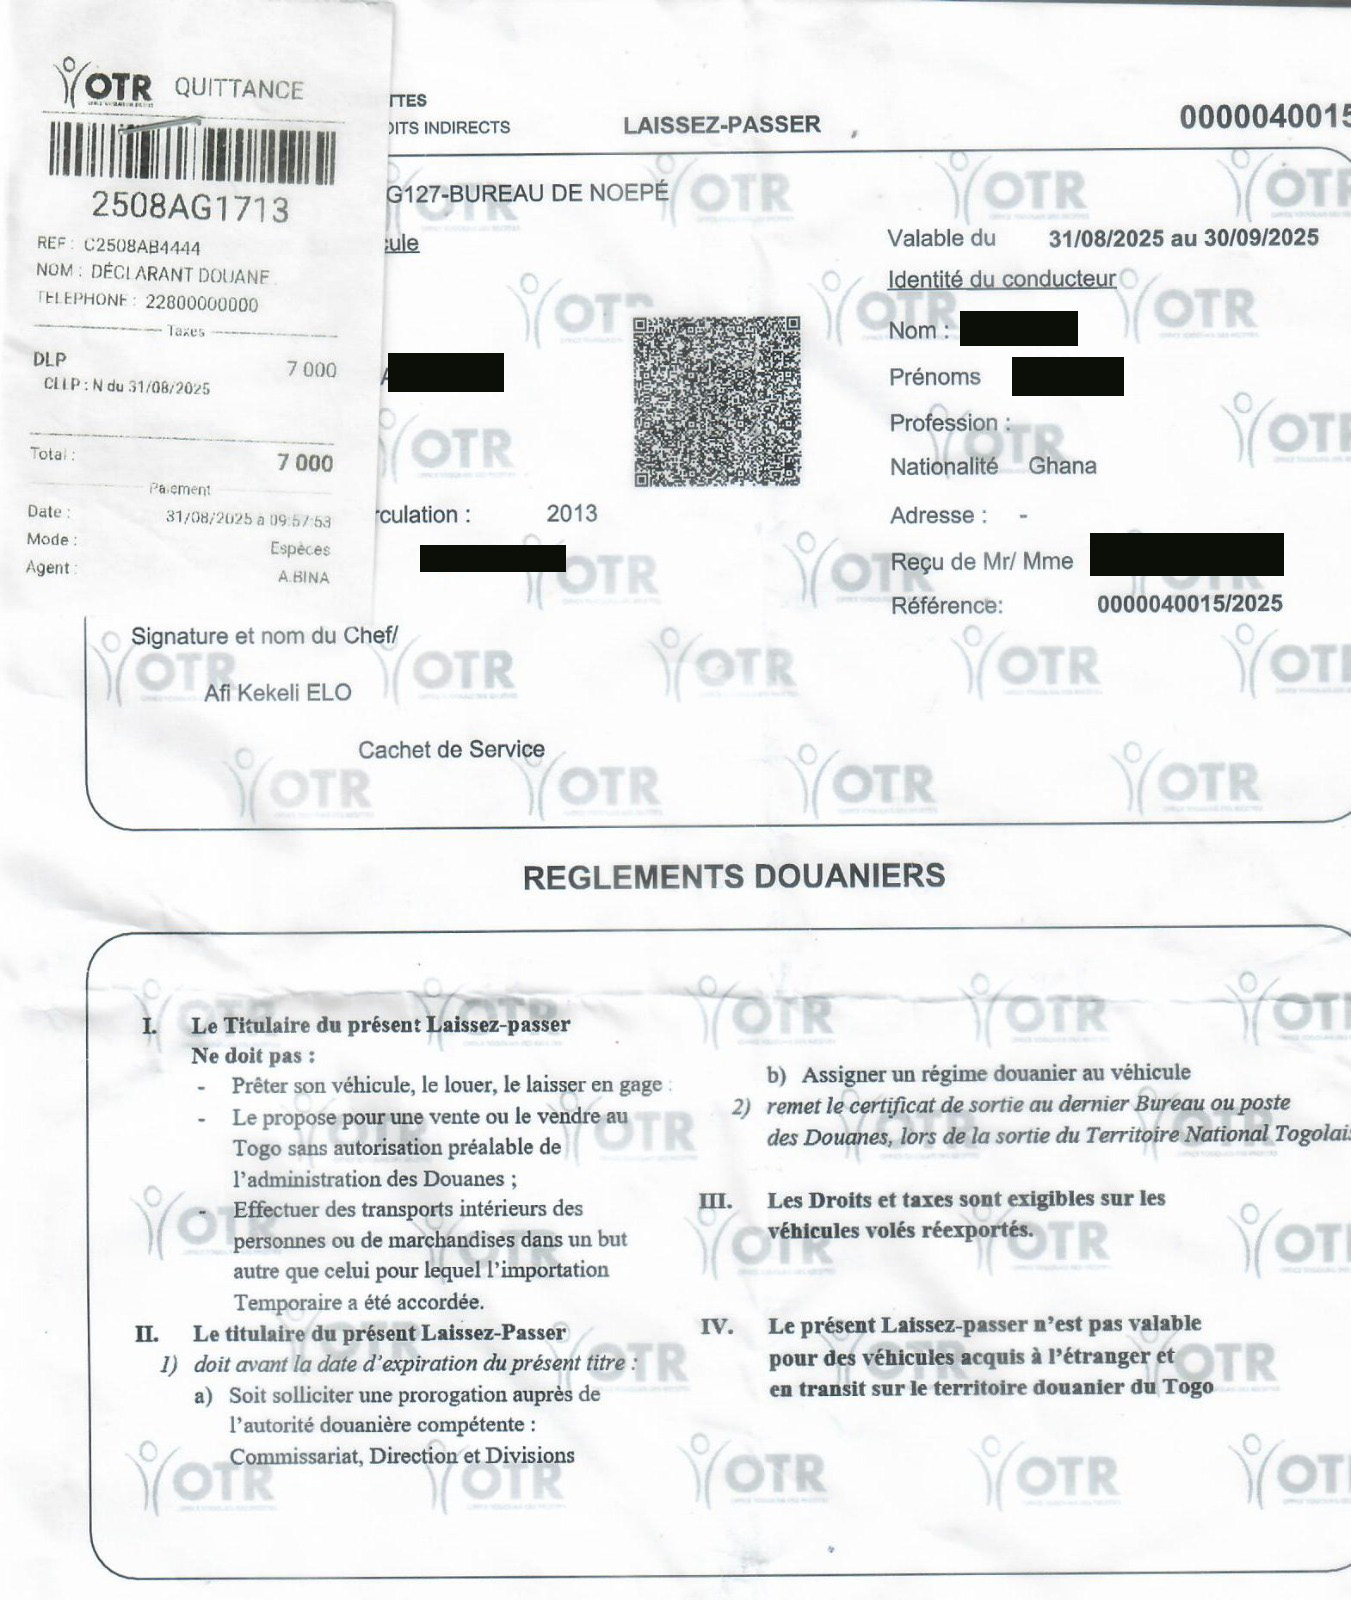 OTR QUITTANCE
2508AG1713
REF : C2508AB4444
NOM : DÉCLARANT DOUANE
TELEPHONE : 22800000000
Taxes
DLP 7 000
CLLP : N du 31/08/2025
Total : 7 000
Paiement
Date : 31/08/2025 a 09:57:53
Mode : Espèces
Agent : A.BINA
TTES
ITS INDIRECTS
LAISSEZ-PASSER
0000040015
G127-BUREAU DE NOEPÉ
cule
Valable du 31/08/2025 au 30/09/2025
Identité du conducteur
Nom :
Prénoms
Profession :
Nationalité Ghana
rculation : 2013
Adresse : -
Reçu de Mr/ Mme
Référence: 0000040015/2025
Signature et nom du Chef/
Afi Kekeli ELO
Cachet de Service
REGLEMENTS DOUANIERS
I. Le Titulaire du présent Laissez-passer
Ne doit pas :
- Prêter son véhicule, le louer, le laisser en gage :
- Le propose pour une vente ou le vendre au
Togo sans autorisation préalable de
l'administration des Douanes ;
- Effectuer des transports intérieurs des
personnes ou de marchandises dans un but
autre que celui pour lequel l'importation
Temporaire a été accordée.
II. Le titulaire du présent Laissez-Passer
1) doit avant la date d'expiration du présent titre :
a) Soit solliciter une prorogation auprès de
l'autorité douanière compétente :
Commissariat, Direction et Divisions
b) Assigner un régime douanier au véhicule
2) remet le certificat de sortie au dernier Bureau ou poste
des Douanes, lors de la sortie du Territoire National Togolais
III. Les Droits et taxes sont exigibles sur les
véhicules volés réexportés.
IV. Le présent Laissez-passer n'est pas valable
pour des véhicules acquis à l'étranger et
en transit sur le territoire douanier du Togo